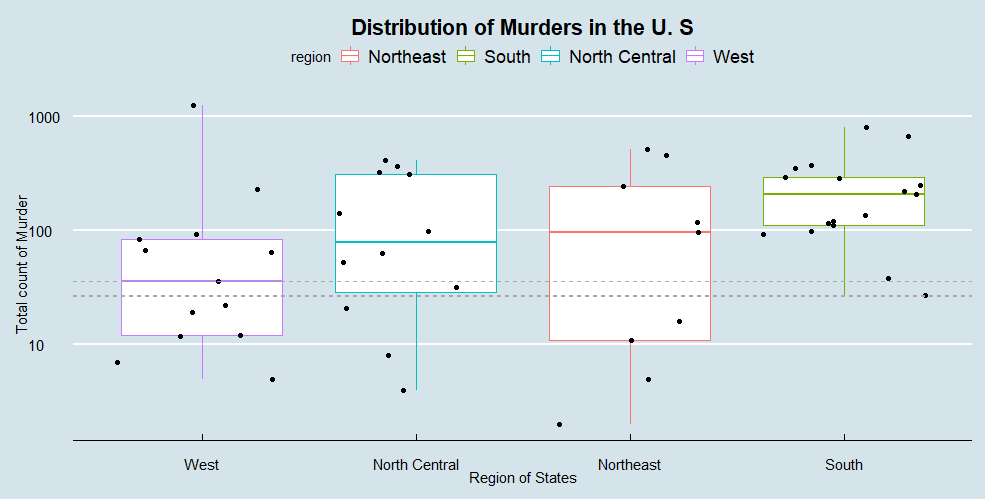 Distribution of Murders in the U. S
region Northeast South North Central West
1000
100
10
Total count of Murder
West North Central Northeast South
Region of States